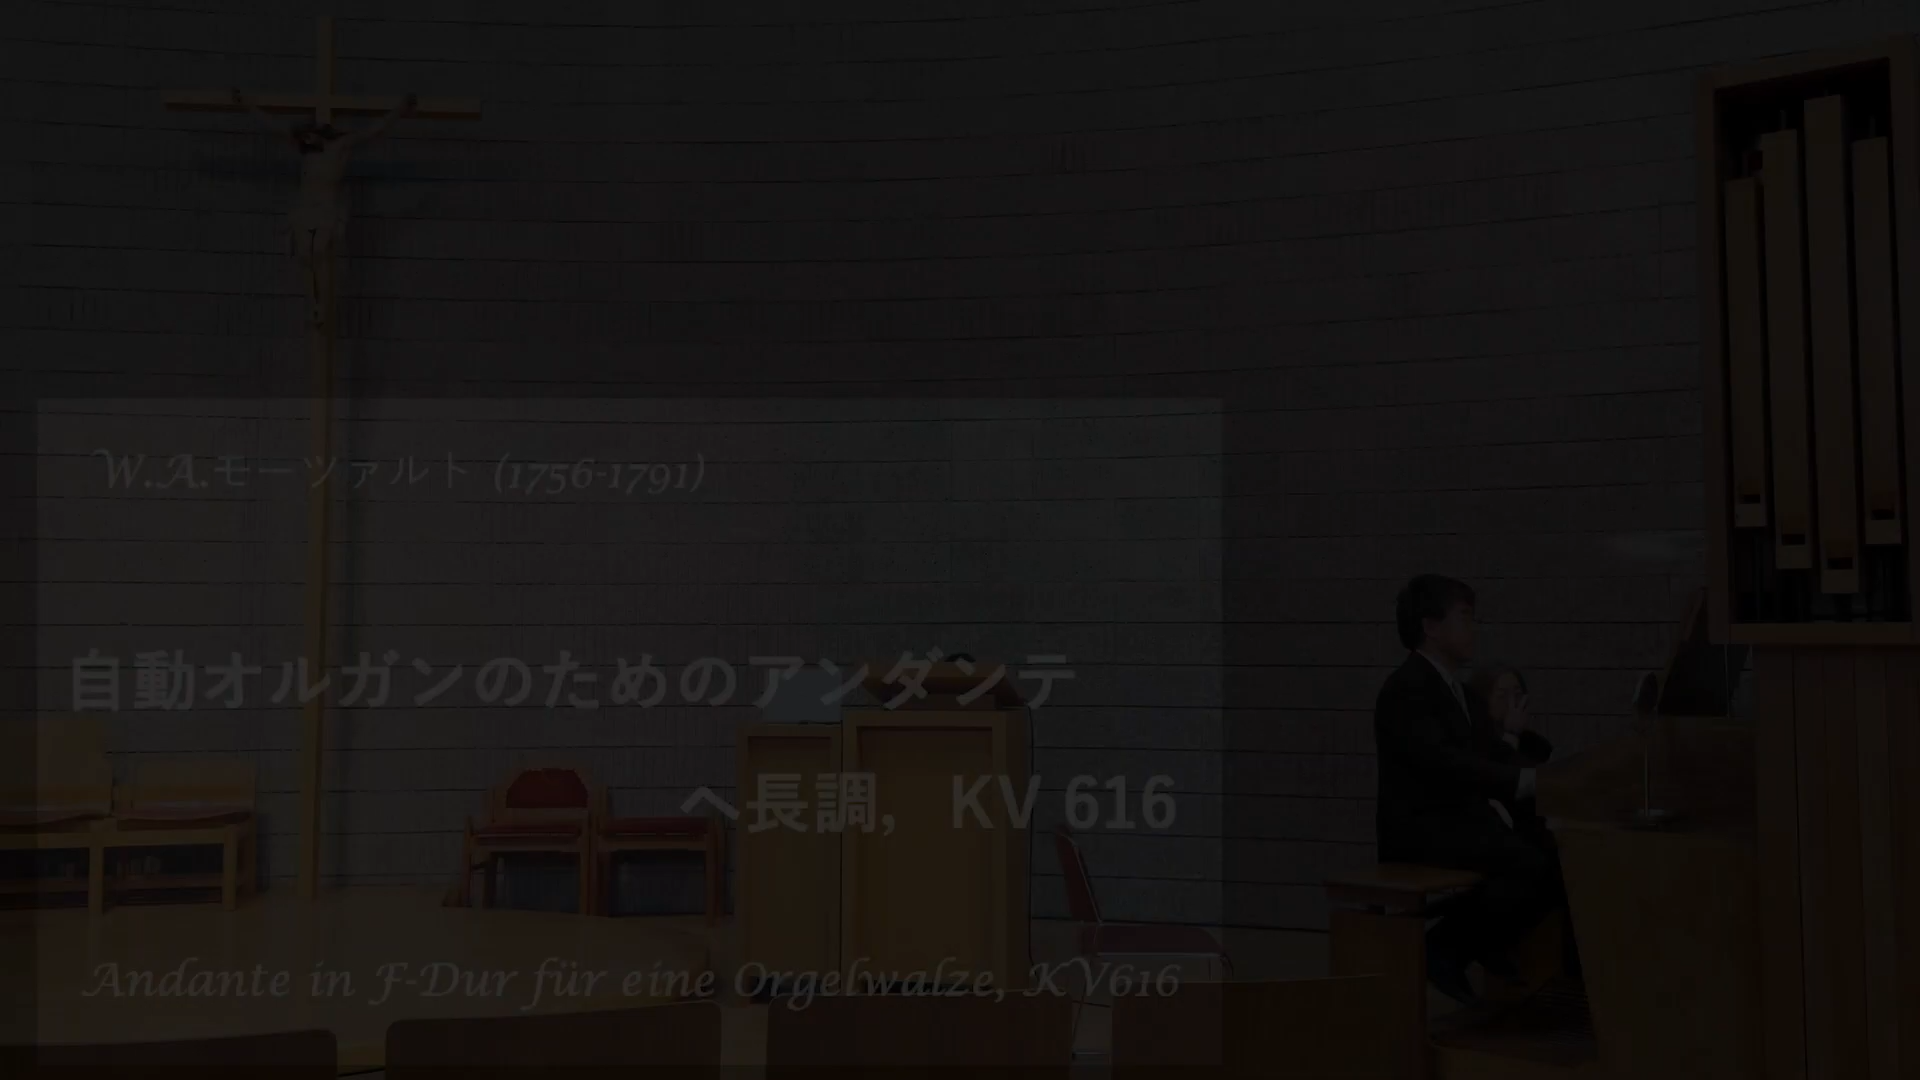 W.A.モーツァルト (1756-1791)
自動オルガンのためのアンダンテ
ヘ長調, KV 616
Andante in F-Dur für eine Orgelwalze, KV616